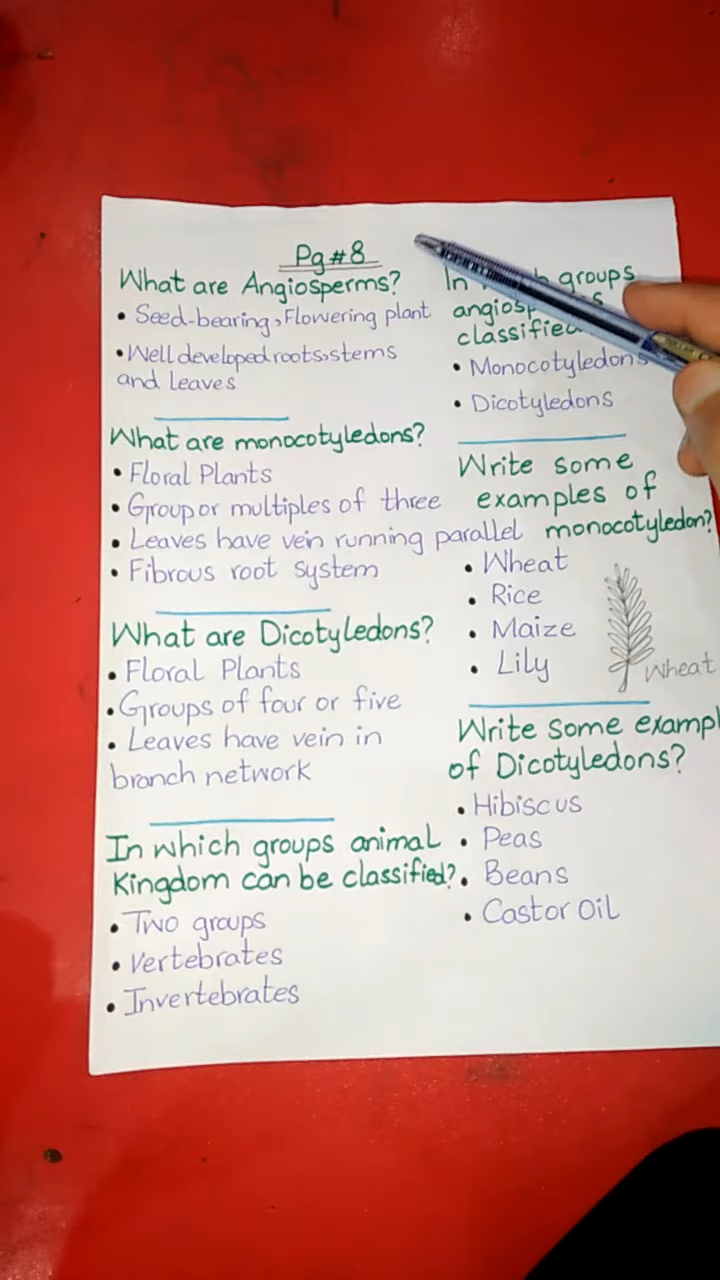 Pg#8
What are Angiosperms?
• Seed-bearing, Flowering plant
• Well developed roots, stems
and leaves
What are monocotyledons?
• Floral Plants
• Group or multiples of three
• Leaves have vein running parallel
• Fibrous root system
What are Dicotyledons?
• Floral Plants
• Groups of four or five
• Leaves have vein in
branch network
In which groups animal
Kingdom can be classified?
• Two groups
• Vertebrates
• Invertebrates
In groups
classified
• Monocotyledons
• Dicotyledons
Write some
examples of
monocotyledon?
• Wheat
• Rice
• Maize
• Lily
Wheat
Write some exampl
of Dicotyledons?
• Hibiscus
• Peas
• Beans
• Castor Oil